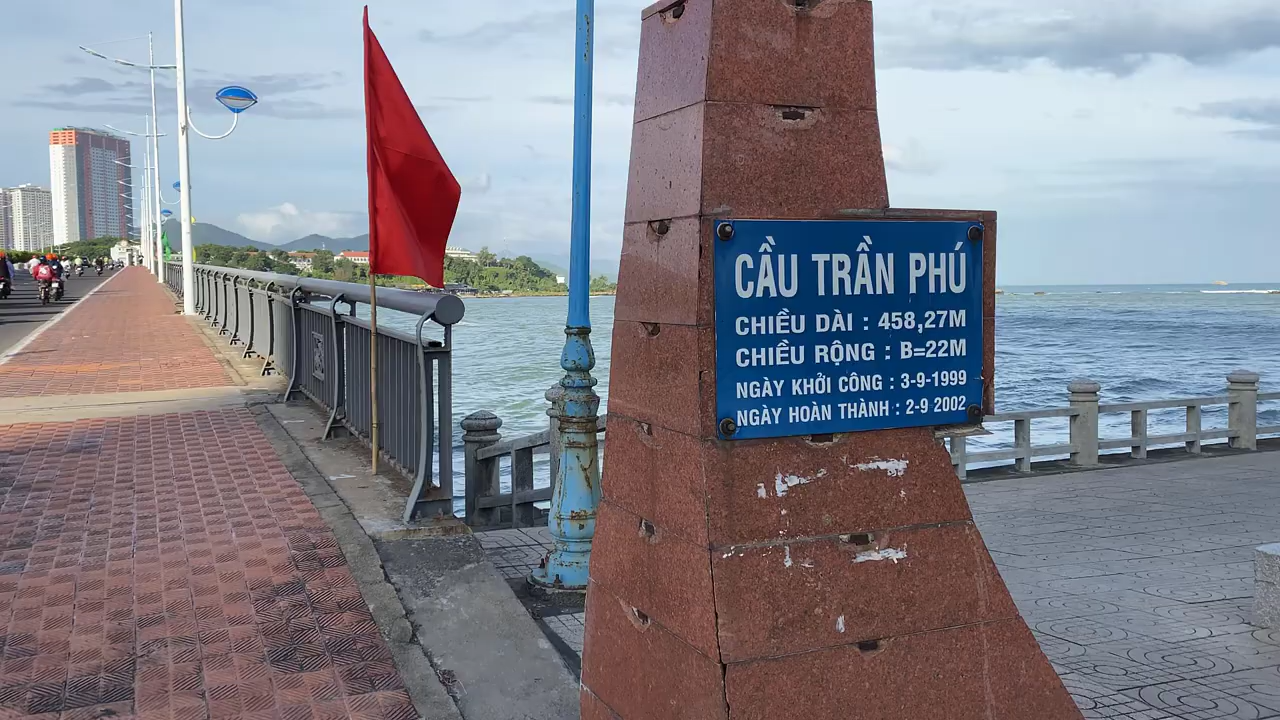 CẦU TRẦN PHÚ
CHIỀU DÀI : 458,27M
CHIỀU RỘNG : B=22M
NGÀY KHỞI CÔNG : 3-9-1999
NGÀY HOÀN THÀNH : 2-9 2002